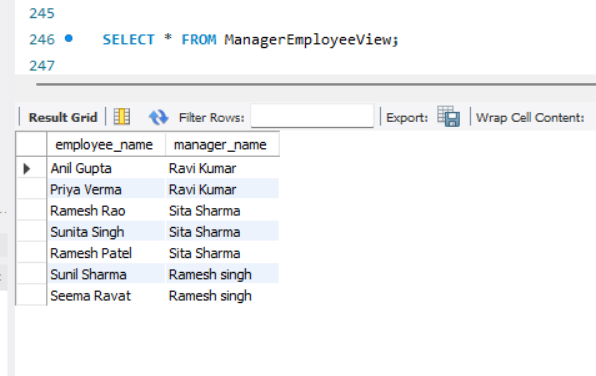 245
246 SELECT * FROM ManagerEmployeeView;
247
Result Grid Filter Rows: Export: Wrap Cell Content:
employee_name manager_name
Anil Gupta Ravi Kumar
Priya Verma Ravi Kumar
Ramesh Rao Sita Sharma
Sunita Singh Sita Sharma
Ramesh Patel Sita Sharma
Sunil Sharma Ramesh singh
Seema Ravat Ramesh singh